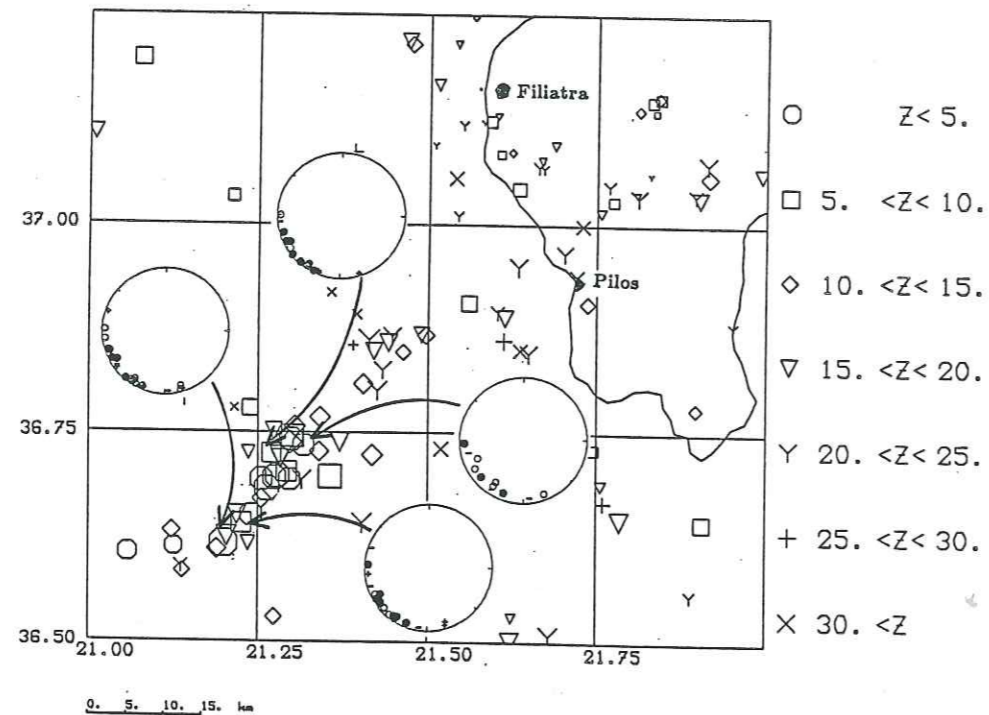 Filiatra
Z< 5.
5. <Z< 10.
37.00
Pilos
10. <Z< 15.
15. <Z< 20.
36.75
20. <Z< 25.
25. <Z< 30.
36.50
30. <Z
21.00 21.25 21.50 21.75
0. 5. 10. 15. km